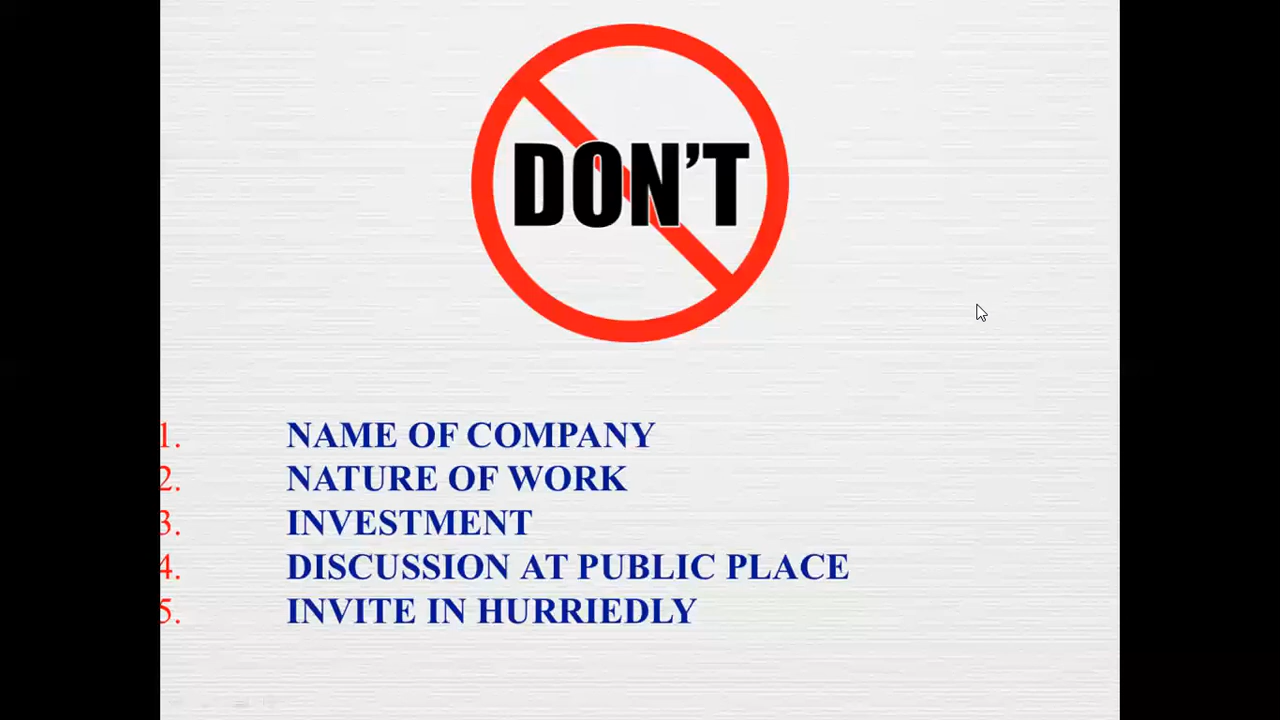 DON'T
1. NAME OF COMPANY
2. NATURE OF WORK
3. INVESTMENT
4. DISCUSSION AT PUBLIC PLACE
5. INVITE IN HURRIEDLY